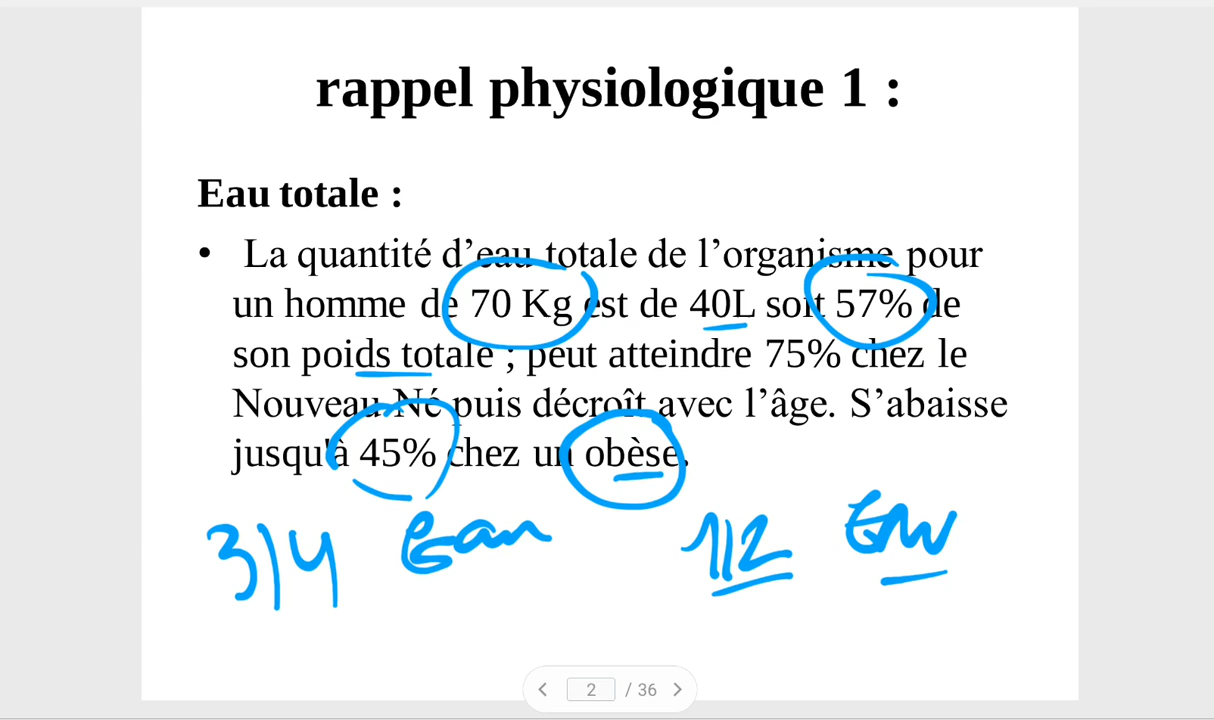 rappel physiologique 1 :
Eau totale :
• La quantité d’eau totale de l’organisme pour
un homme de 70 Kg est de 40L soit 57% de
son poids totale ; peut atteindre 75% chez le
Nouveau Né puis décroît avec l’âge. S’abaisse
jusqu'à 45% chez un obèse.
3/4 Eau 1/2 Eau
2 / 36